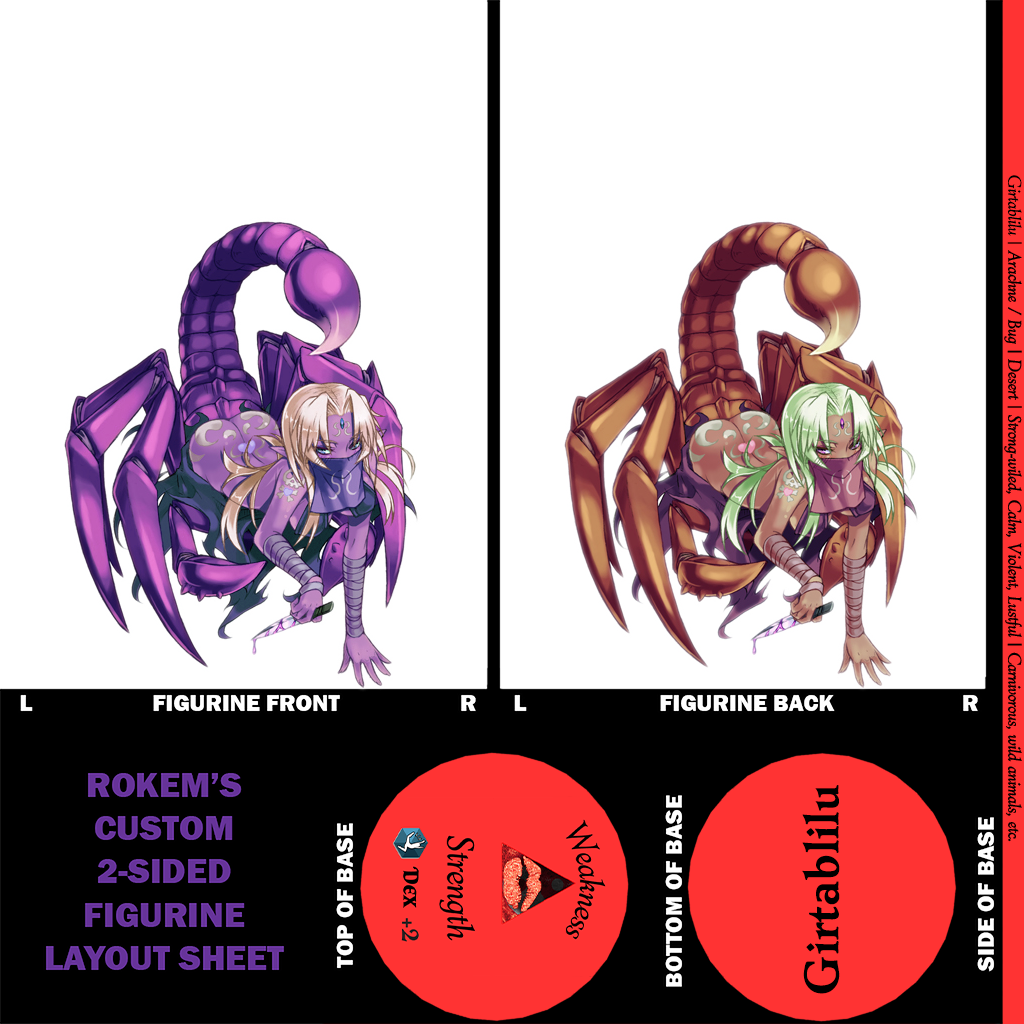 L
FIGURINE FRONT
R
L
FIGURINE BACK
R
ROKEM'S
CUSTOM
2-SIDED
FIGURINE
LAYOUT SHEET
TOP OF BASE
Weakness
Strength
Dex +2
BOTTOM OF BASE
Girtablilu
SIDE OF BASE
Girtablilu | Arachne / Bug | Desert | Strong-wiled, Calm, Violent, Lustful | Carnivorous, wild animals, etc.